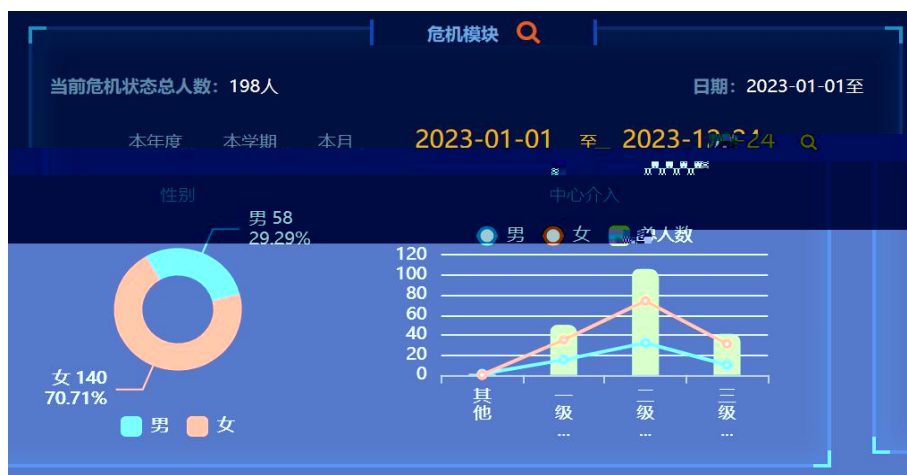 危机模块
当前危机状态总人数：198人
日期：2023-01-01至
本年度 本学期 本月 2023-01-01 至
性别 中心介入
男 58
29.29%
男 女 总人数
120
100
80
60
40
20
0
女 140
70.71%
其他 一级... 二级... 三级...
男 女